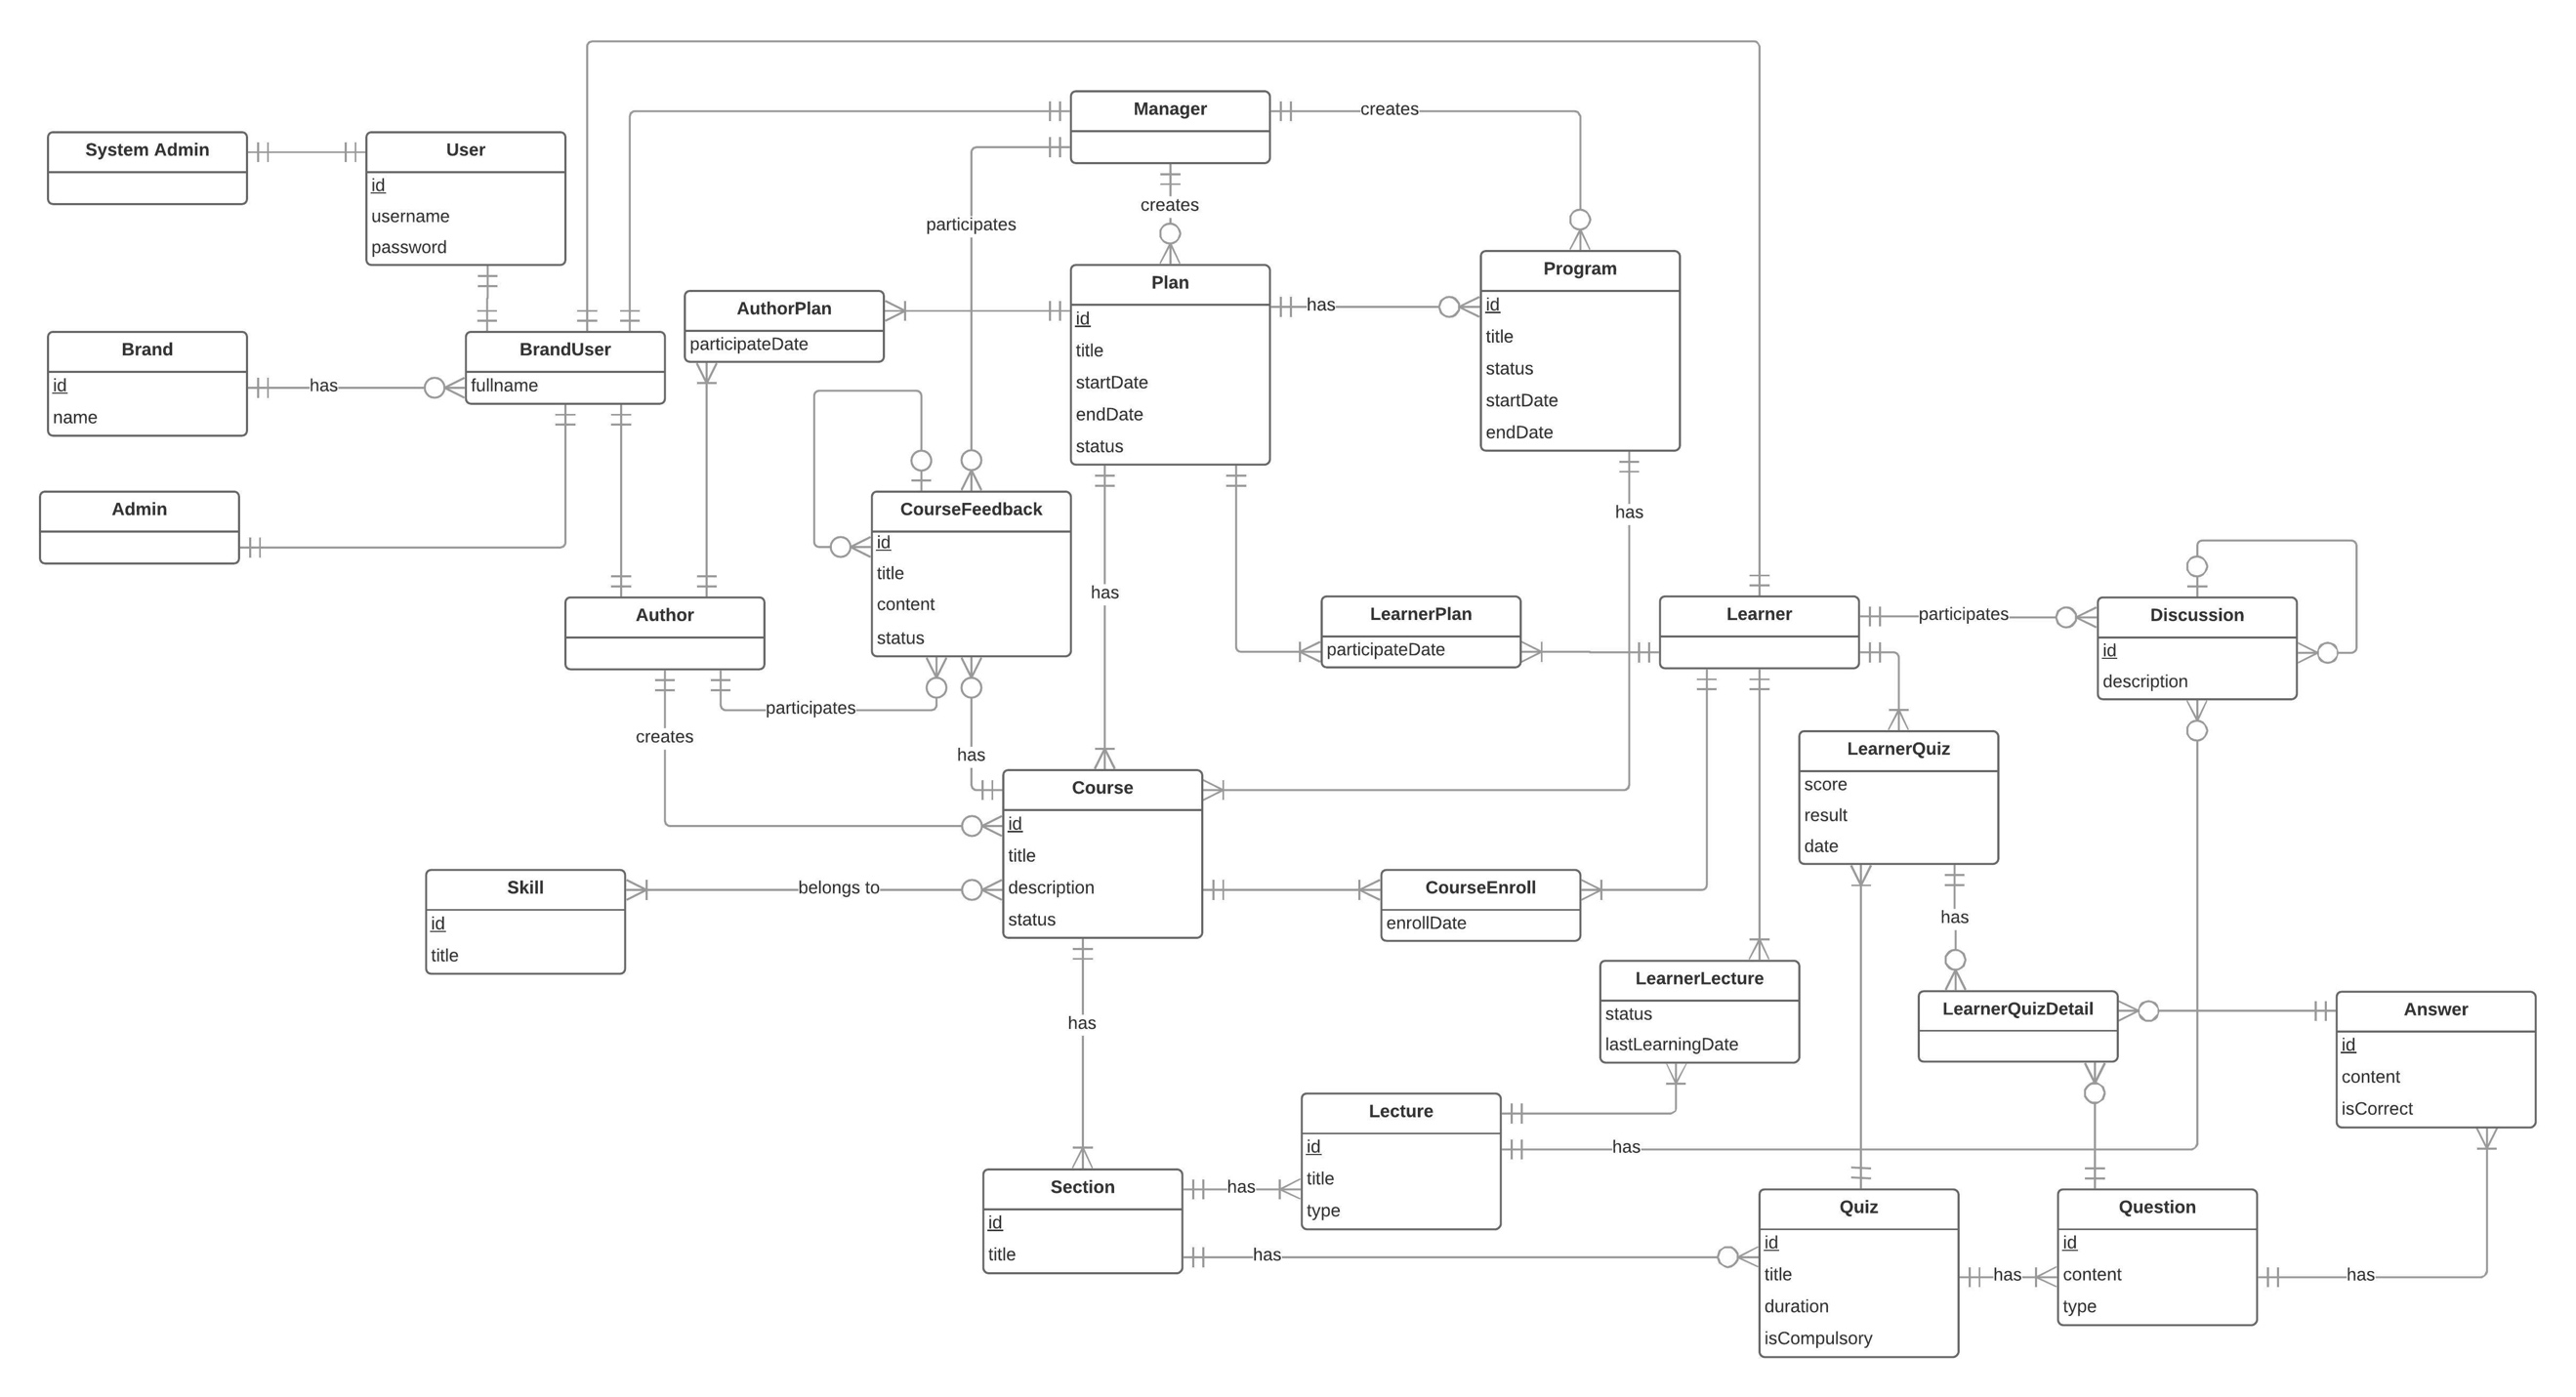 Manager
creates
System Admin
User
id
username
password
participates
creates
Program
id
title
status
startDate
endDate
Plan
id
title
startDate
endDate
status
has
AuthorPlan
participateDate
Brand
id
name
has
BrandUser
fullname
Admin
CourseFeedback
id
title
content
status
has
has
Author
LearnerPlan
participateDate
Learner
participates
Discussion
id
description
participates
creates
has
LearnerQuiz
score
result
date
Course
id
title
description
status
Skill
id
title
belongs to
CourseEnroll
enrollDate
has
LearnerLecture
status
lastLearningDate
LearnerQuizDetail
Answer
id
content
isCorrect
has
Lecture
id
title
type
has
Section
id
title
has
has
Quiz
id
title
duration
isCompulsory
has
Question
id
content
type
has